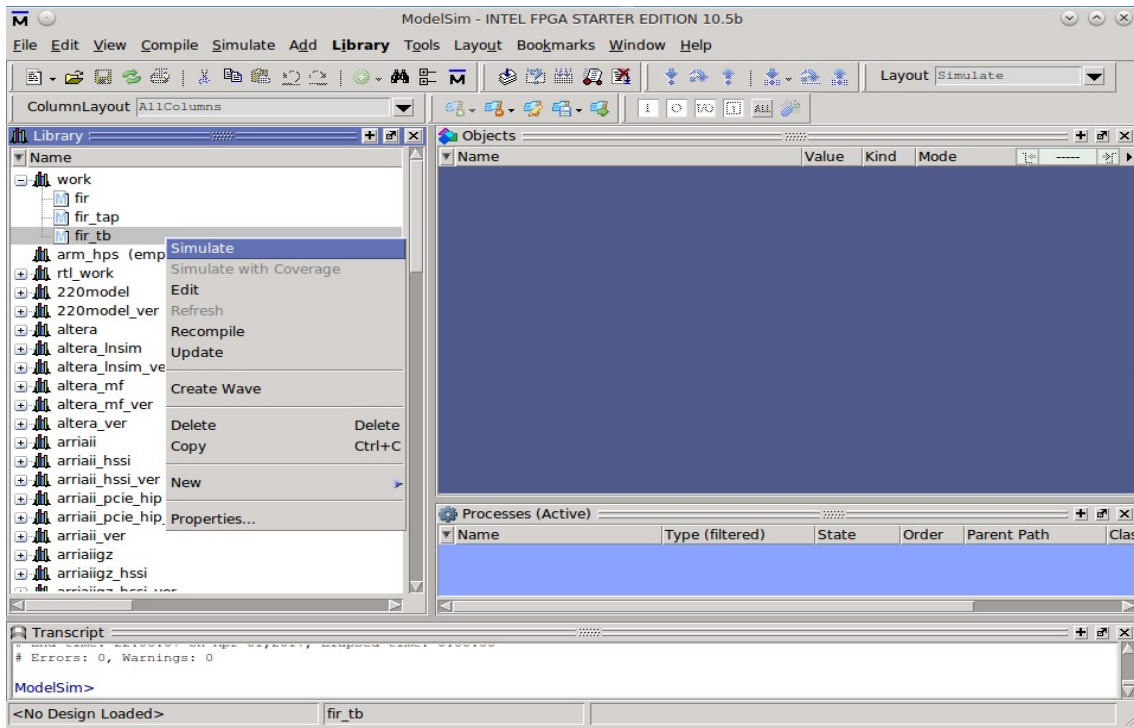 M
ModelSim - INTEL FPGA STARTER EDITION 10.5b
File Edit View Compile Simulate Add Library Tools Layout Bookmarks Window Help
Layout Simulate
ColumnLayout AllColumns
Library
Name
work
fir
fir_tap
fir_tb
arm_hps (emp
rtl_work
220model
220model_ver
altera
altera_lnsim
altera_lnsim_ve
altera_mf
altera_mf_ver
altera_ver
arriaii
arriaii_hssi
arriaii_hssi_ver
arriaii_pcie_hip
arriaii_pcie_hip_
arriaii_ver
arriaiigz
arriaiigz_hssi
Simulate
Simulate with Coverage
Edit
Refresh
Recompile
Update
Create Wave
Delete Delete
Copy Ctrl+C
New
Properties...
Objects
Name Value Kind Mode
Processes (Active)
Name Type (filtered) State Order Parent Path Clas
Transcript
# Errors: 0, Warnings: 0
ModelSim>
<No Design Loaded> fir_tb